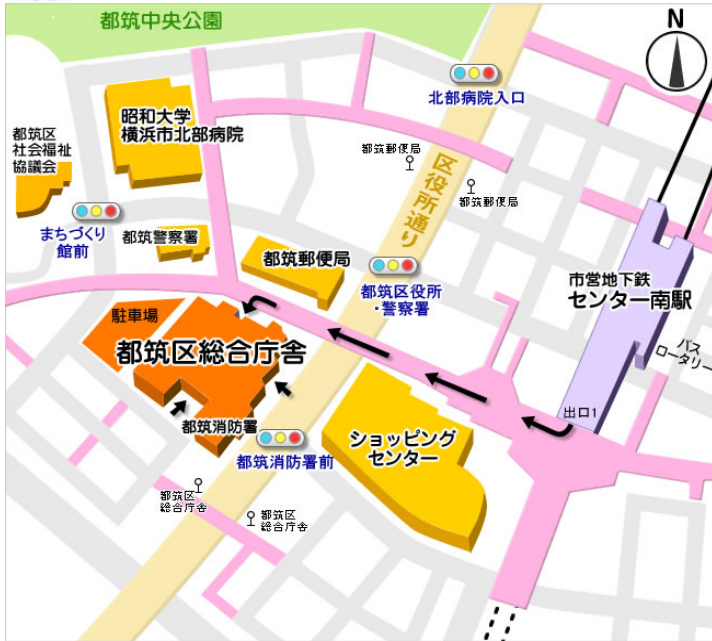 都筑中央公園
N
北部病院入口
昭和大学
横浜市北部病院
都筑区
社会福祉
協議会
都筑郵便局
都筑郵便局
区役所通り
まちづくり
館前
都筑警察署
都筑郵便局
都筑区役所
・警察署
市営地下鉄
センター南駅
バス
ロータリー
駐車場
都筑区総合庁舎
出口1
都筑消防署
都筑消防署前
ショッピング
センター
都筑区
総合庁舎
都筑区
総合庁舎